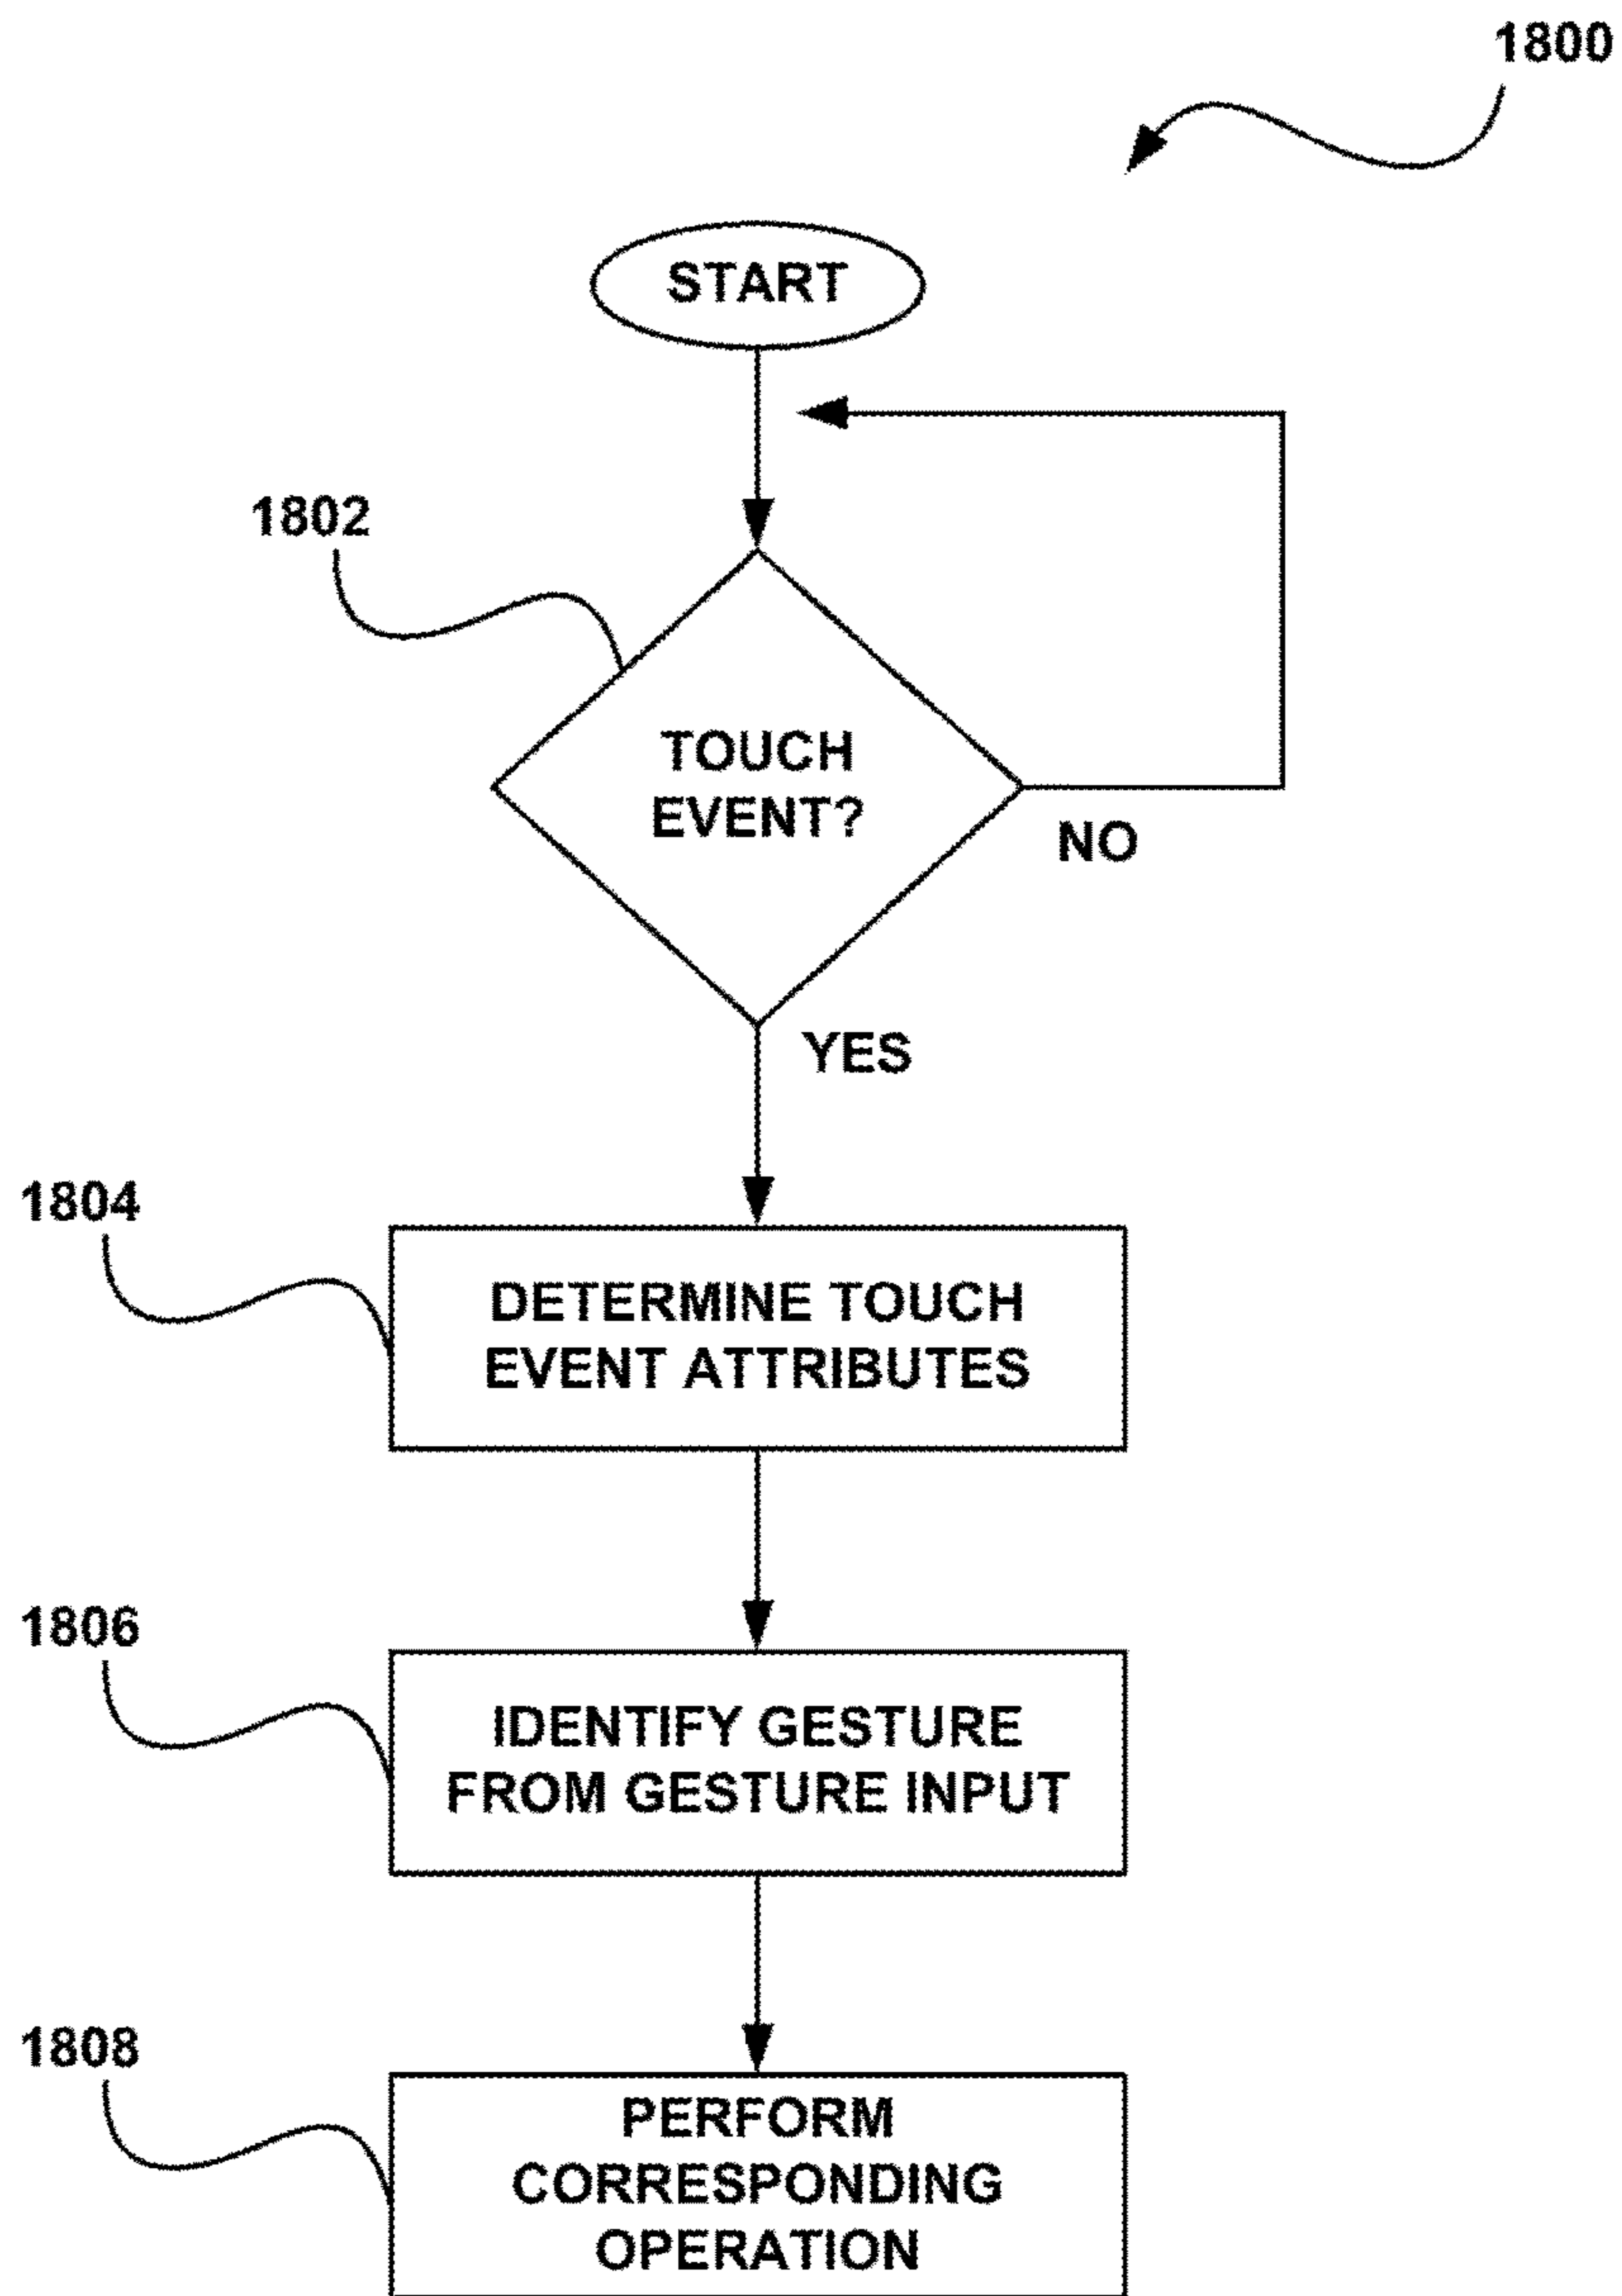 1800
START
1802
TOUCH
EVENT?
NO
YES
1804
DETERMINE TOUCH
EVENT ATTRIBUTES
1806
IDENTIFY GESTURE
FROM GESTURE INPUT
1808
PERFORM
CORRESPONDING
OPERATION